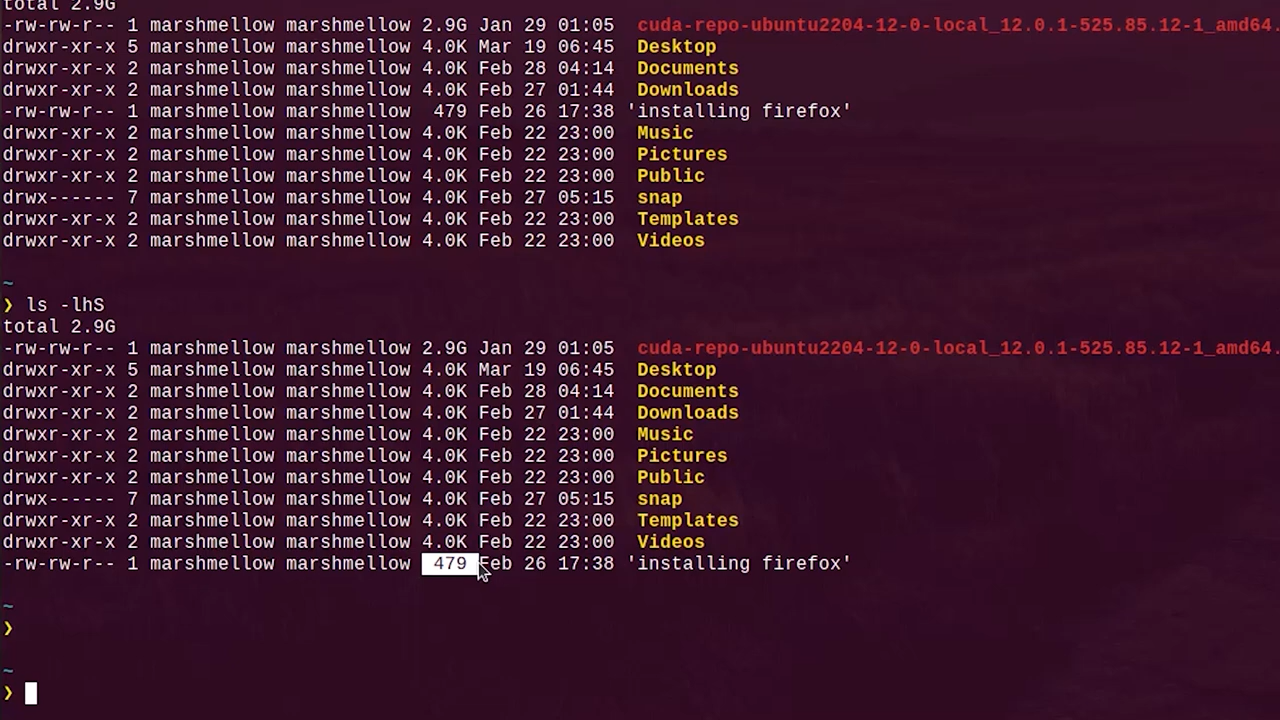 total 2.9G
-rw-rw-r-- 1 marshmellow marshmellow 2.9G Jan 29 01:05  cuda-repo-ubuntu2204-12-0-local_12.0.1-525.85.12-1_amd64.
drwxr-xr-x 5 marshmellow marshmellow 4.0K Mar 19 06:45  Desktop
drwxr-xr-x 2 marshmellow marshmellow 4.0K Feb 28 04:14  Documents
drwxr-xr-x 2 marshmellow marshmellow 4.0K Feb 27 01:44  Downloads
-rw-rw-r-- 1 marshmellow marshmellow  479 Feb 26 17:38 'installing firefox'
drwxr-xr-x 2 marshmellow marshmellow 4.0K Feb 22 23:00  Music
drwxr-xr-x 2 marshmellow marshmellow 4.0K Feb 22 23:00  Pictures
drwxr-xr-x 2 marshmellow marshmellow 4.0K Feb 22 23:00  Public
drwx------ 7 marshmellow marshmellow 4.0K Feb 27 05:15  snap
drwxr-xr-x 2 marshmellow marshmellow 4.0K Feb 22 23:00  Templates
drwxr-xr-x 2 marshmellow marshmellow 4.0K Feb 22 23:00  Videos
~
❯ ls -lhS
total 2.9G
-rw-rw-r-- 1 marshmellow marshmellow 2.9G Jan 29 01:05  cuda-repo-ubuntu2204-12-0-local_12.0.1-525.85.12-1_amd64.
drwxr-xr-x 5 marshmellow marshmellow 4.0K Mar 19 06:45  Desktop
drwxr-xr-x 2 marshmellow marshmellow 4.0K Feb 28 04:14  Documents
drwxr-xr-x 2 marshmellow marshmellow 4.0K Feb 27 01:44  Downloads
drwxr-xr-x 2 marshmellow marshmellow 4.0K Feb 22 23:00  Music
drwxr-xr-x 2 marshmellow marshmellow 4.0K Feb 22 23:00  Pictures
drwxr-xr-x 2 marshmellow marshmellow 4.0K Feb 22 23:00  Public
drwx------ 7 marshmellow marshmellow 4.0K Feb 27 05:15  snap
drwxr-xr-x 2 marshmellow marshmellow 4.0K Feb 22 23:00  Templates
drwxr-xr-x 2 marshmellow marshmellow 4.0K Feb 22 23:00  Videos
-rw-rw-r-- 1 marshmellow marshmellow  479 Feb 26 17:38 'installing firefox'
~
❯
~
❯